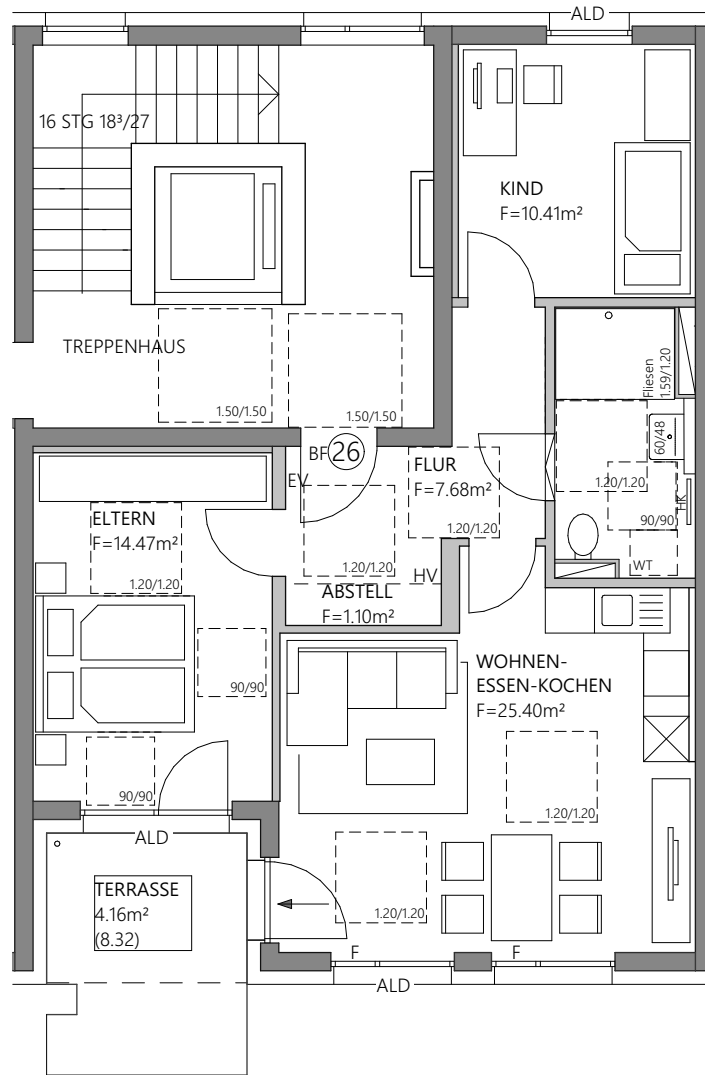 ALD
16 STG 18³/27
KIND
F=10.41m²
TREPPENHAUS
1.50/1.50
1.50/1.50
Fliesen
1.59/1.20
60/48
BF
26
EV
FLUR
F=7.68m²
1.20/1.20
1.20/1.20
90/90
HK
WT
ELTERN
F=14.47m²
1.20/1.20
1.20/1.20
HV
ABSTELL
F=1.10m²
90/90
90/90
WOHNEN-
ESSEN-KOCHEN
F=25.40m²
1.20/1.20
ALD
TERRASSE
4.16m²
(8.32)
1.20/1.20
F
F
ALD